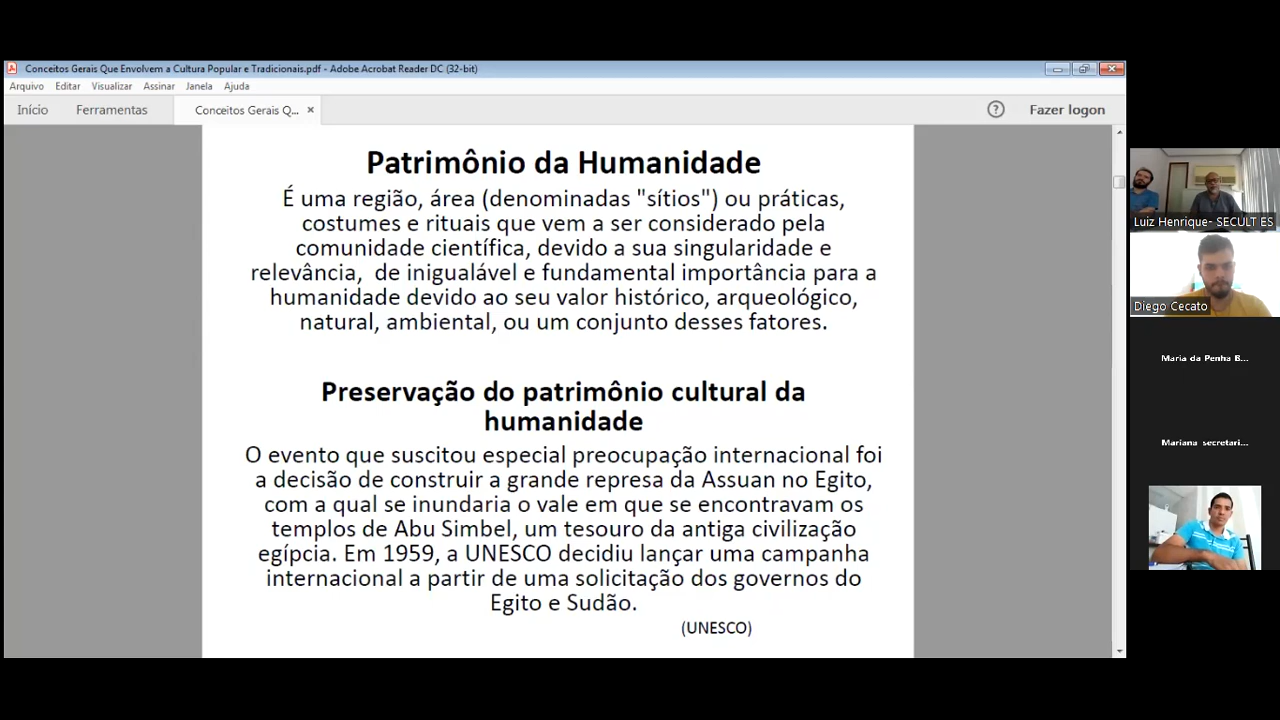 Conceitos Gerais Que Envolvem a Cultura Popular e Tradicionais.pdf - Adobe Acrobat Reader DC (32-bit)
Arquivo Editar Visualizar Assinar Janela Ajuda
Início Ferramentas Conceitos Gerais Q... × ? Fazer logon
Patrimônio da Humanidade
É uma região, área (denominadas "sítios") ou práticas,
costumes e rituais que vem a ser considerado pela
comunidade científica, devido a sua singularidade e
relevância, de inigualável e fundamental importância para a
humanidade devido ao seu valor histórico, arqueológico,
natural, ambiental, ou um conjunto desses fatores.
Preservação do patrimônio cultural da
humanidade
O evento que suscitou especial preocupação internacional foi
a decisão de construir a grande represa da Assuan no Egito,
com a qual se inundaria o vale em que se encontravam os
templos de Abu Simbel, um tesouro da antiga civilização
egípcia. Em 1959, a UNESCO decidiu lançar uma campanha
internacional a partir de uma solicitação dos governos do
Egito e Sudão.
(UNESCO)
Luiz Henrique- SECULT ES
Diego Cecato
Maria da Penha B...
Mariana secretari...